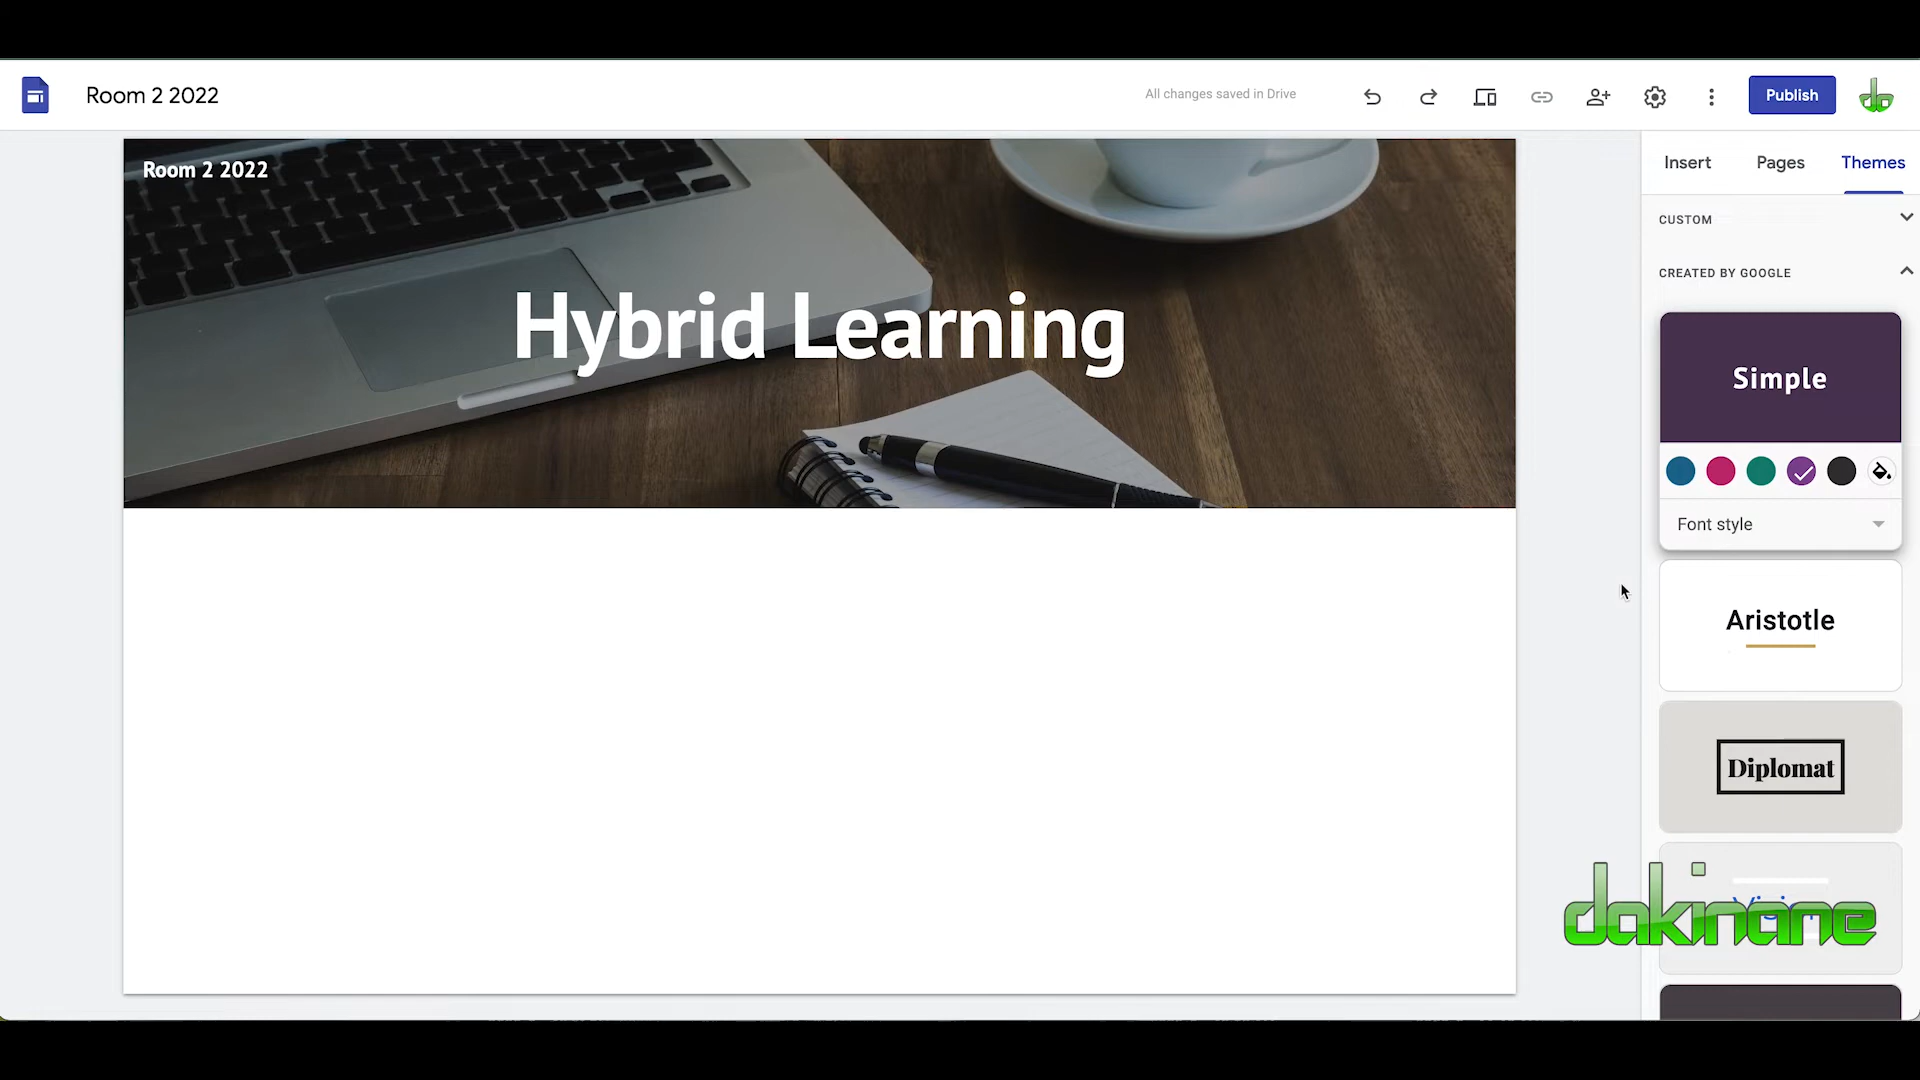 Room 2 2022
All changes saved in Drive
Publish
Room 2 2022
Hybrid Learning
Insert
Pages
Themes
CUSTOM
CREATED BY GOOGLE
Simple
Font style
Aristotle
Diplomat
dakinane